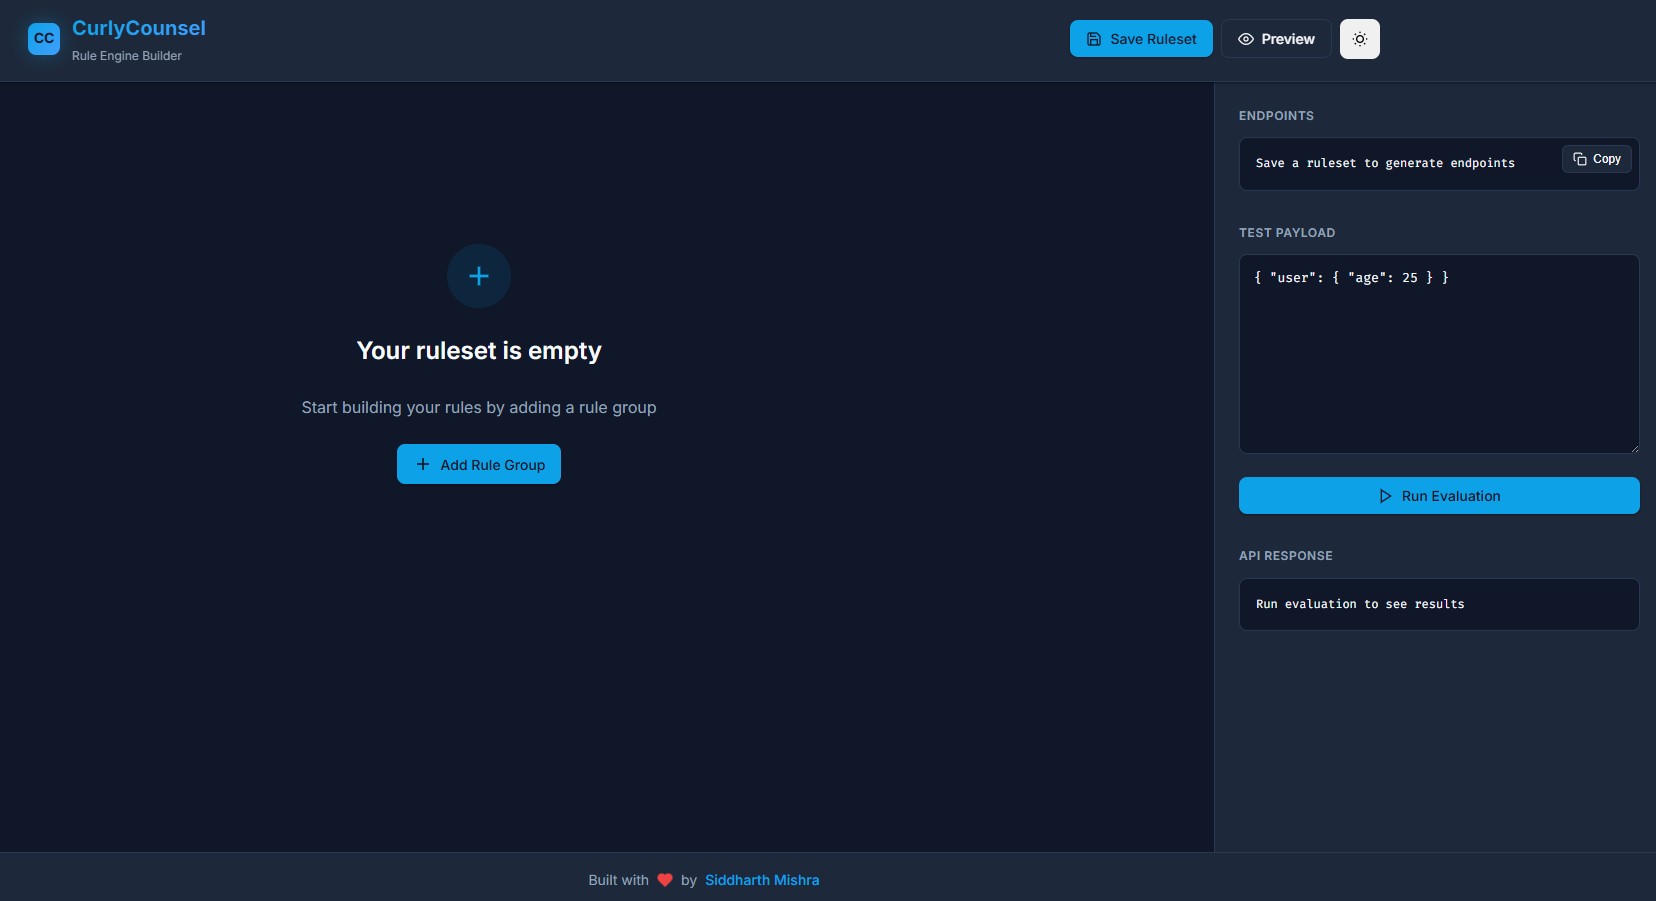 CC
CurlyCounsel
Rule Engine Builder
Save Ruleset
Preview
Your ruleset is empty
Start building your rules by adding a rule group
Add Rule Group
ENDPOINTS
Save a ruleset to generate endpoints
Copy
TEST PAYLOAD
{ "user": { "age": 25 } }
Run Evaluation
API RESPONSE
Run evaluation to see results
Built with ❤️ by Siddharth Mishra